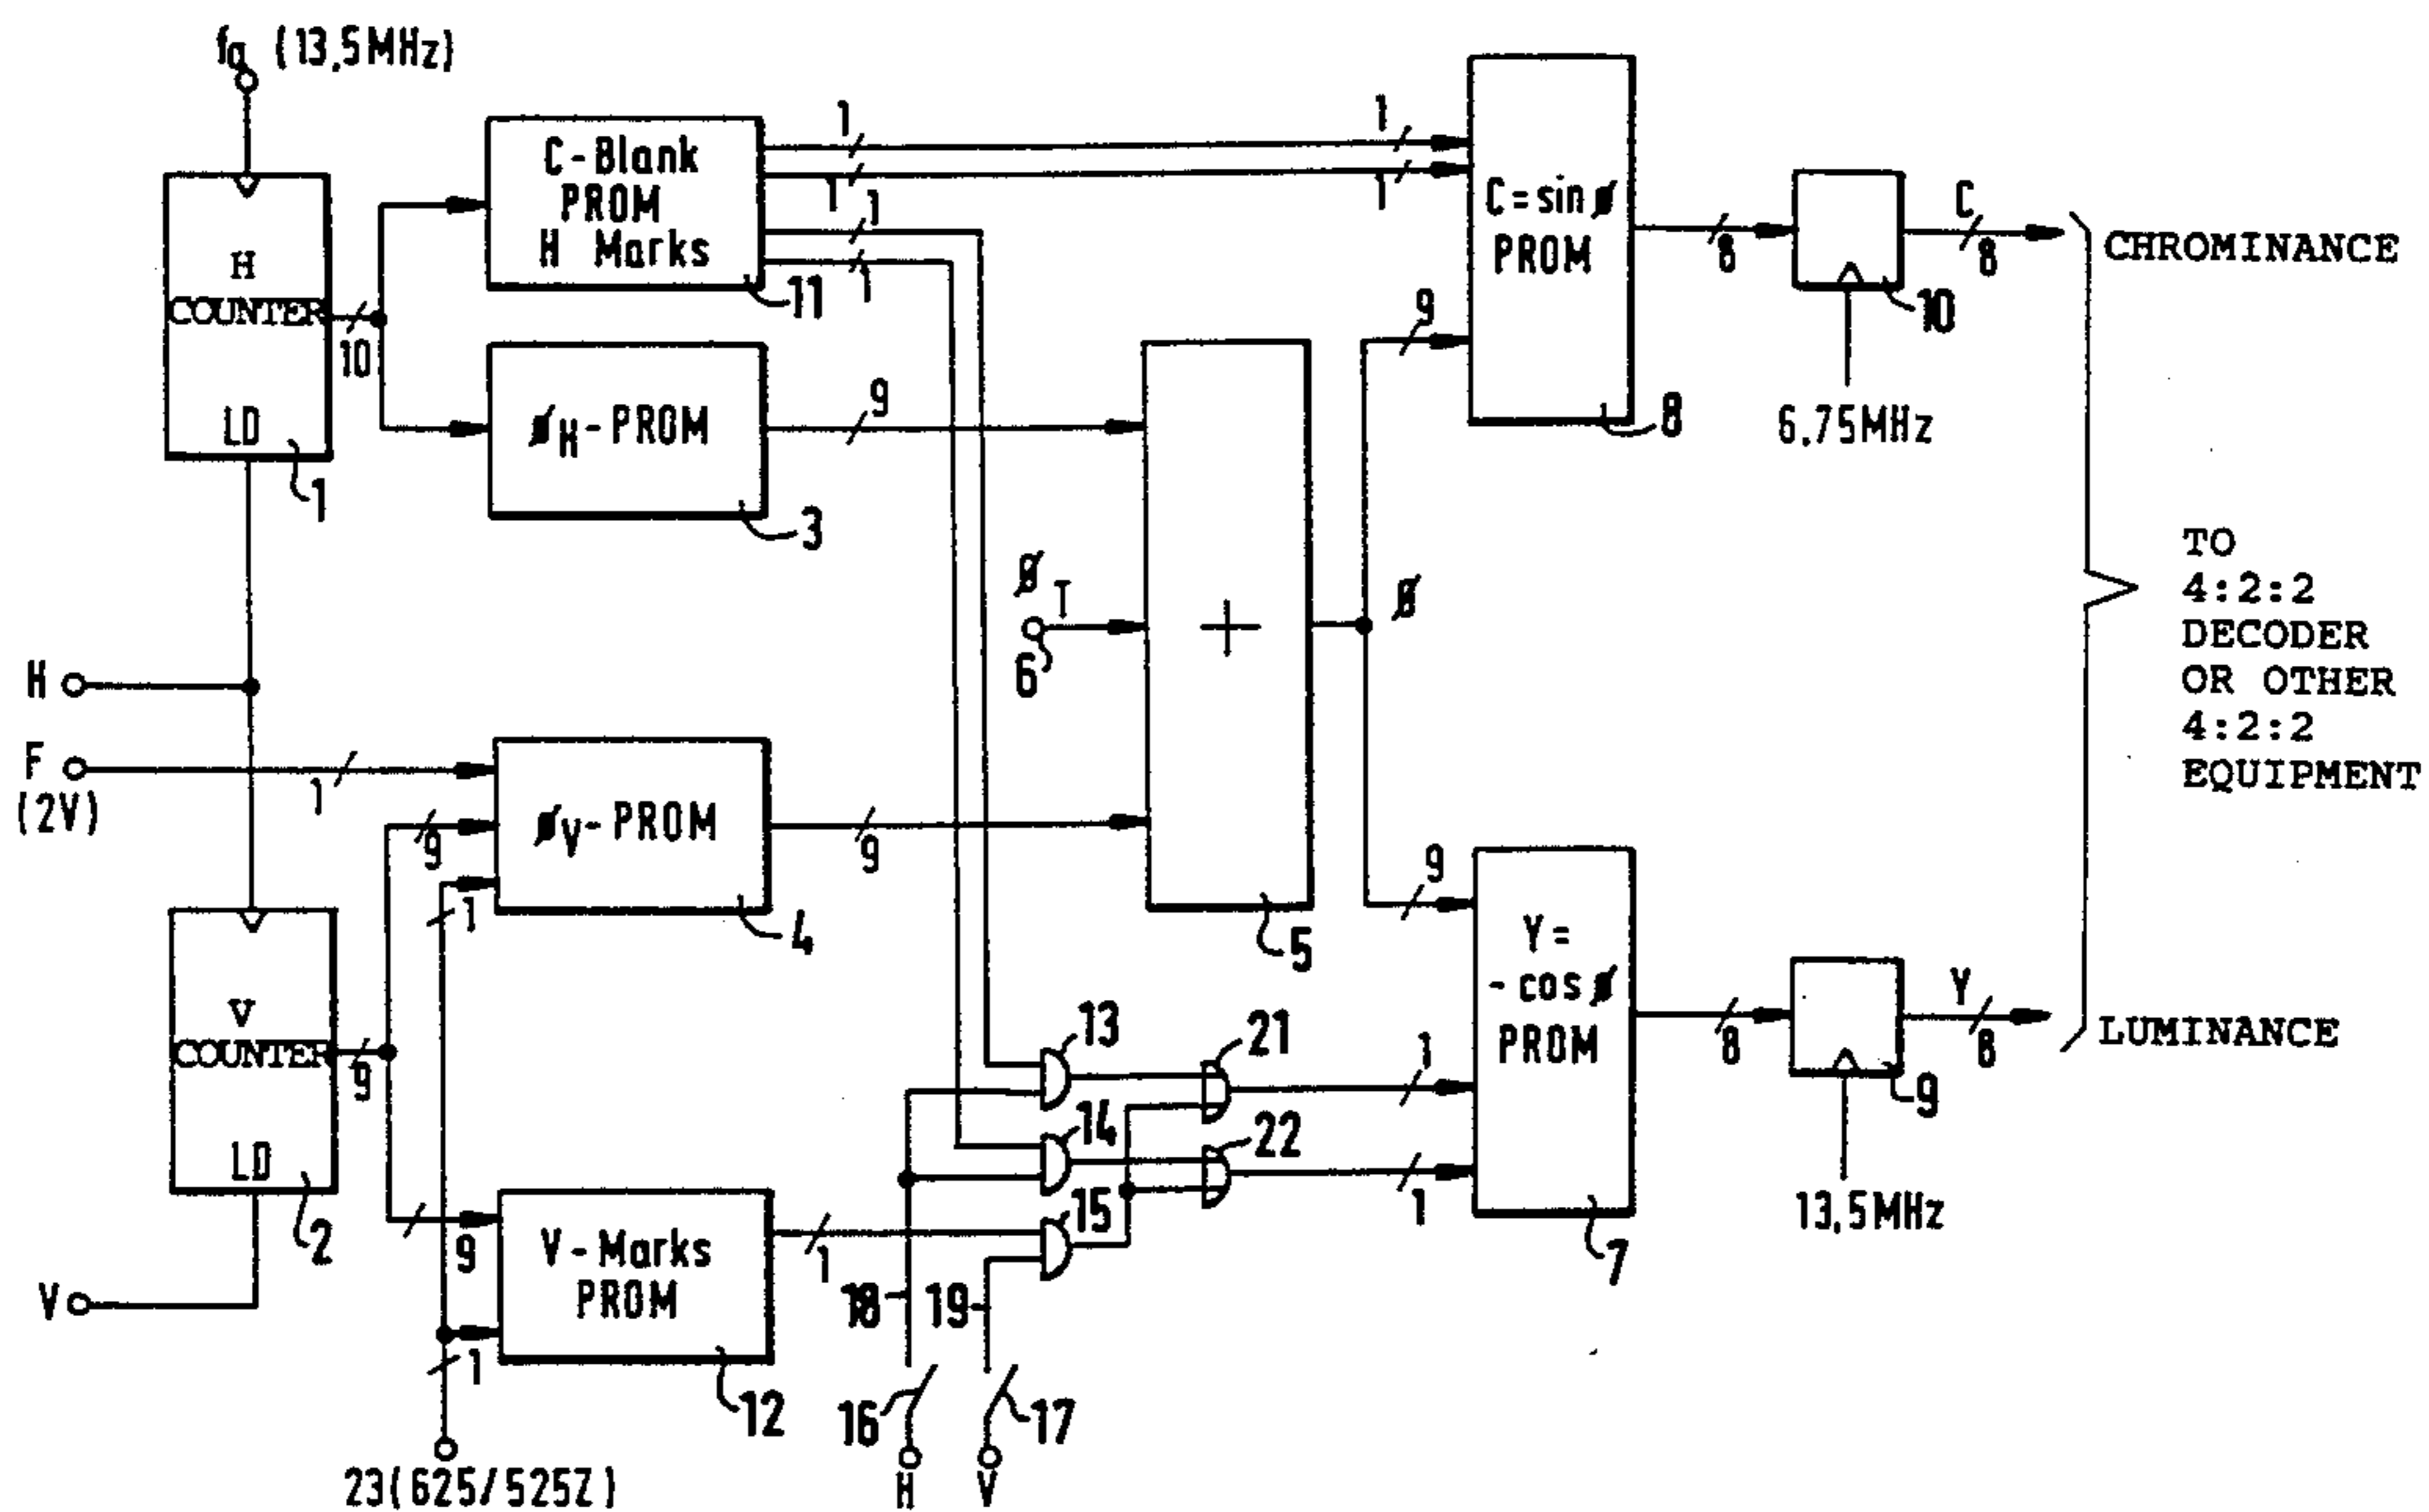 fq (13,5MHz)
H
COUNTER
LD
1
10
C-Blank
PROM
H Marks
11
1
1
1
1
1
1
ØH-PROM
3
9
C=sinØ
PROM
8
9
8
10
C
8
6,75MHz
CHROMINANCE
H
F
(2V)
1
ØV-PROM
4
9
9
1
ØT
6
+
5
Ø
TO
4:2:2
DECODER
OR OTHER
4:2:2
EQUIPMENT
V
COUNTER
LD
2
9
V
V-Marks
PROM
12
9
1
1
23(625/525Z)
13
14
15
21
22
18
19
16
17
H
V
9
1
1
Y=
-cosØ
PROM
7
8
9
Y
8
13,5MHz
LUMINANCE